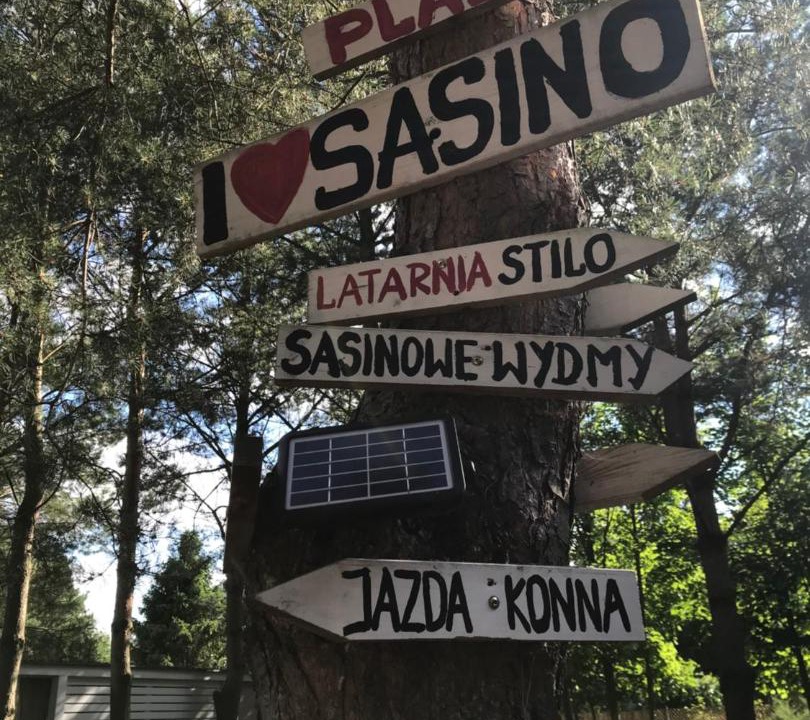 I ❤ SASINO
LATARNIA STILO
SASINOWE WYDMY
JAZDA KONNA